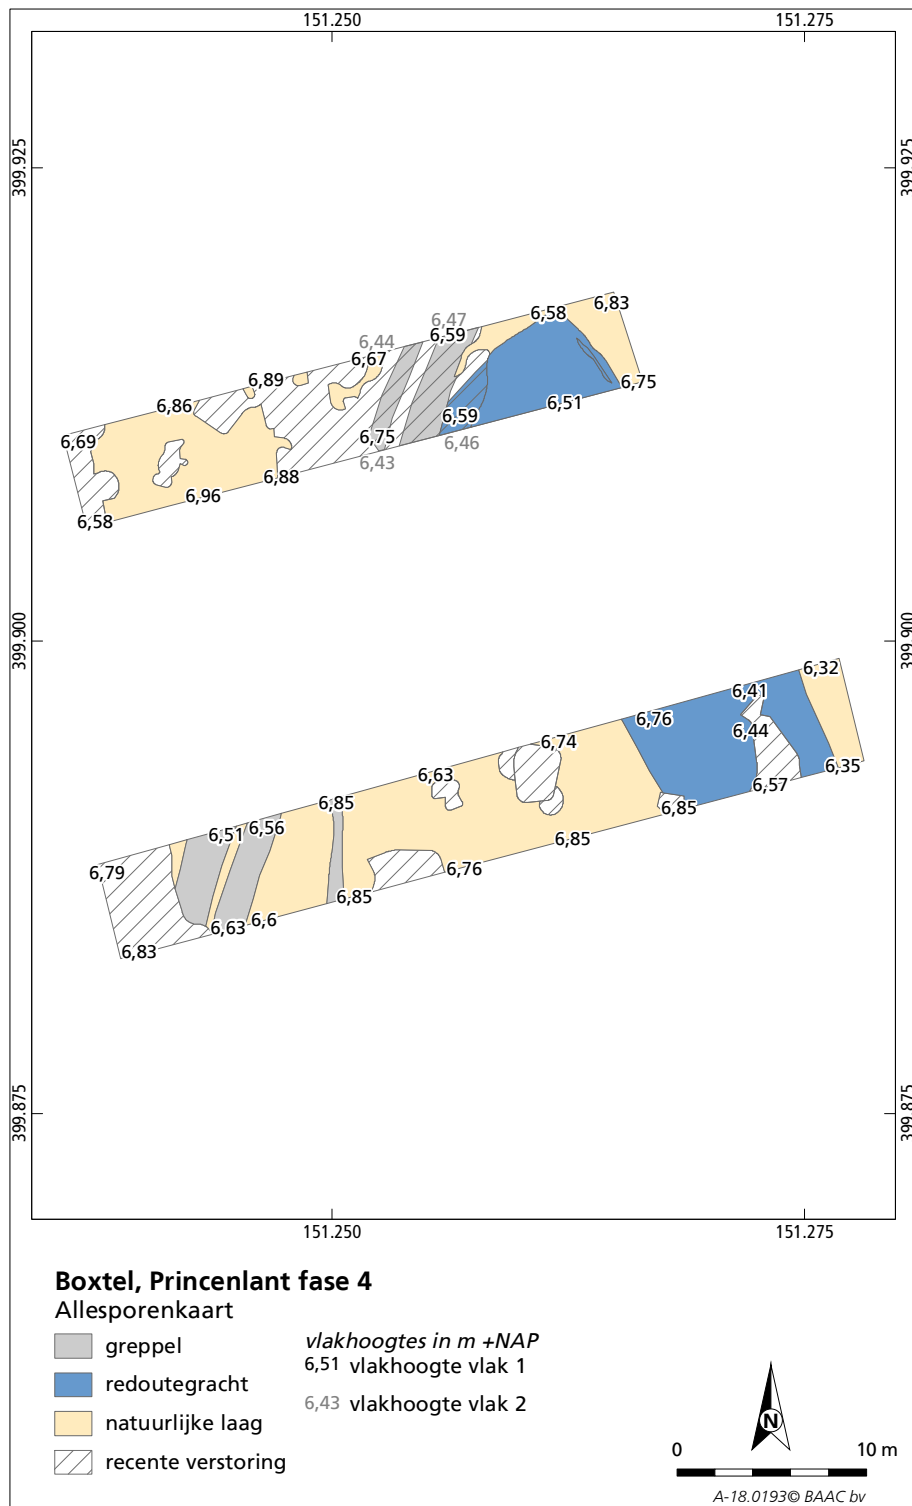 151.250 151.275
399.925 399.925
6,83
6,47 6,58
6,44 6,59
6,67
6,89 6,75
6,86 6,51
6,59
6,69 6,75 6,46
6,43
6,88
6,96
6,58
399.900 399.900
6,32
6,41
6,76
6,44
6,74
6,63 6,35
6,57
6,85 6,85
6,51 6,56
6,85
6,79 6,76
6,85
6,63 6,6
6,83
399.875 399.875
151.250 151.275
Boxtel, Princenlant fase 4
Allesporenkaart
greppel
redoutegracht
natuurlijke laag
recente verstoring
vlakhoogtes in m +NAP
6,51 vlakhoogte vlak 1
6,43 vlakhoogte vlak 2
N
0 10 m
A-18.0193© BAAC bv